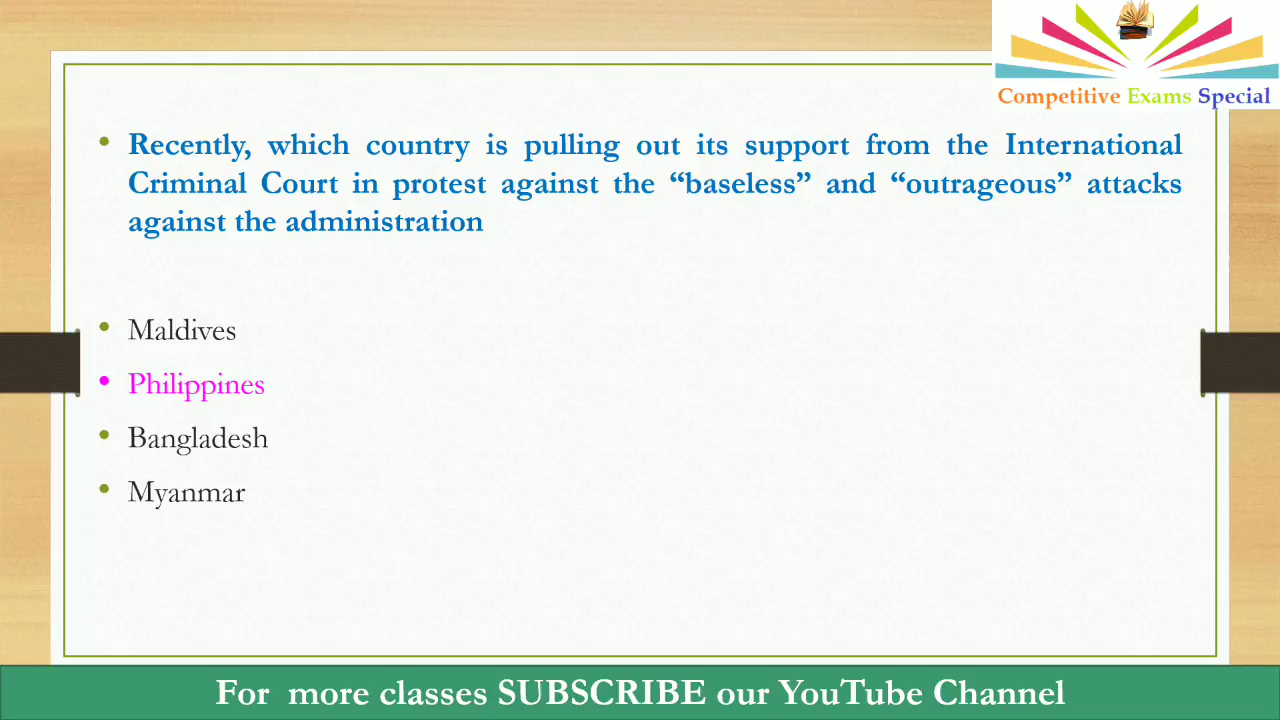 Competitive Exams Special
• Recently, which country is pulling out its support from the International
Criminal Court in protest against the “baseless” and “outrageous” attacks
against the administration
• Maldives
• Philippines
• Bangladesh
• Myanmar
For more classes SUBSCRIBE our YouTube Channel